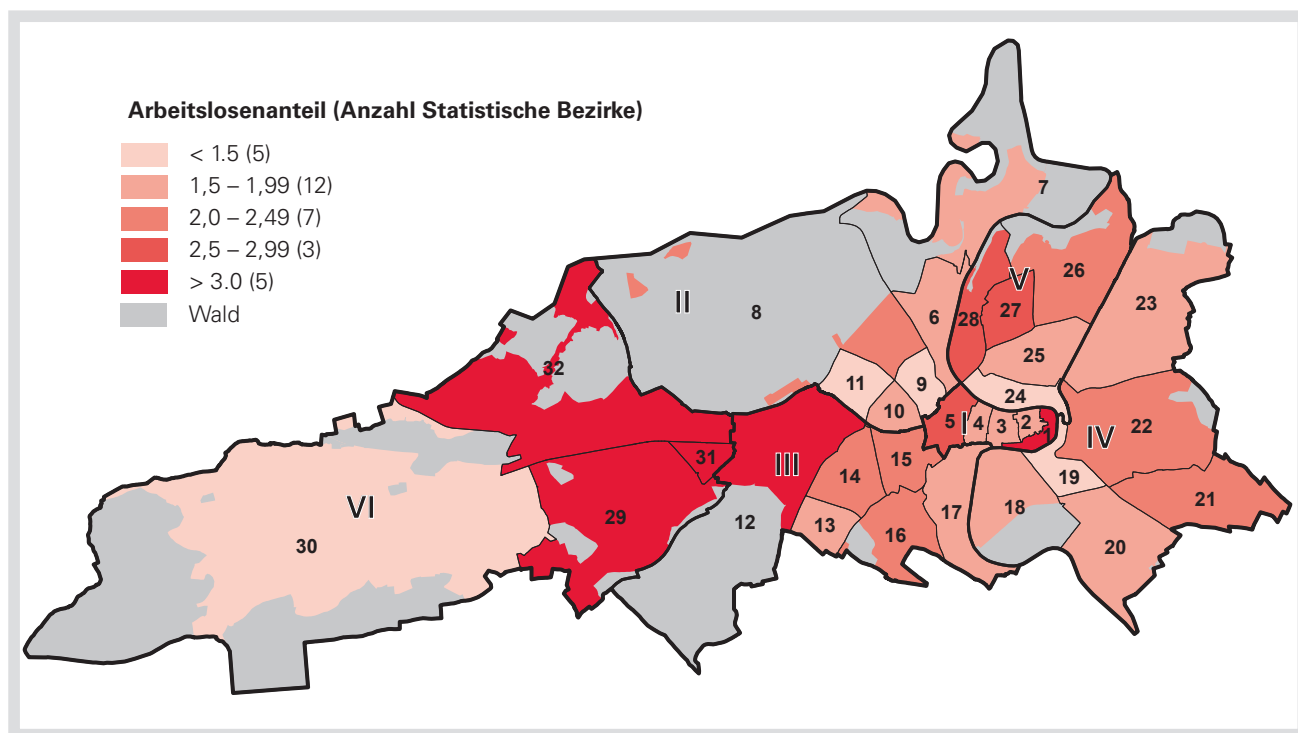 Arbeitslosenanteil (Anzahl Statistische Bezirke)
< 1.5 (5)
1,5 – 1,99 (12)
2,0 – 2,49 (7)
2,5 – 2,99 (3)
> 3.0 (5)
Wald
7
V
26
II
8
23
6
28
27
25
32
11
9
24
10
5
I
4
3
2
IV
22
31
III
15
19
14
21
VI
29
12
18
17
13
16
30
20